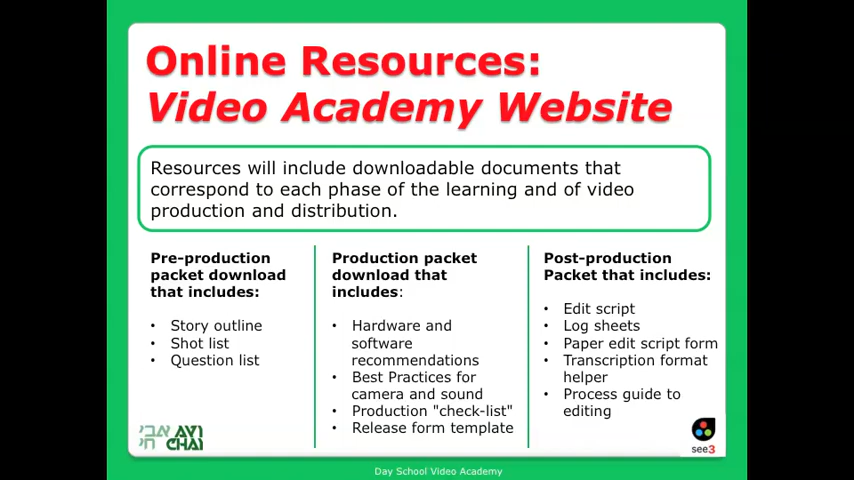 Online Resources:
Video Academy Website
Resources will include downloadable documents that
correspond to each phase of the learning and of video
production and distribution.
Pre-production
packet download
that includes:
• Story outline
• Shot list
• Question list
Production packet
download that
includes:
• Hardware and
software
recommendations
• Best Practices for
camera and sound
• Production "check-list"
• Release form template
Post-production
Packet that includes:
• Edit script
• Log sheets
• Paper edit script form
• Transcription format
helper
• Process guide to
editing
אבי AVI
חי CHAI
see3
Day School Video Academy